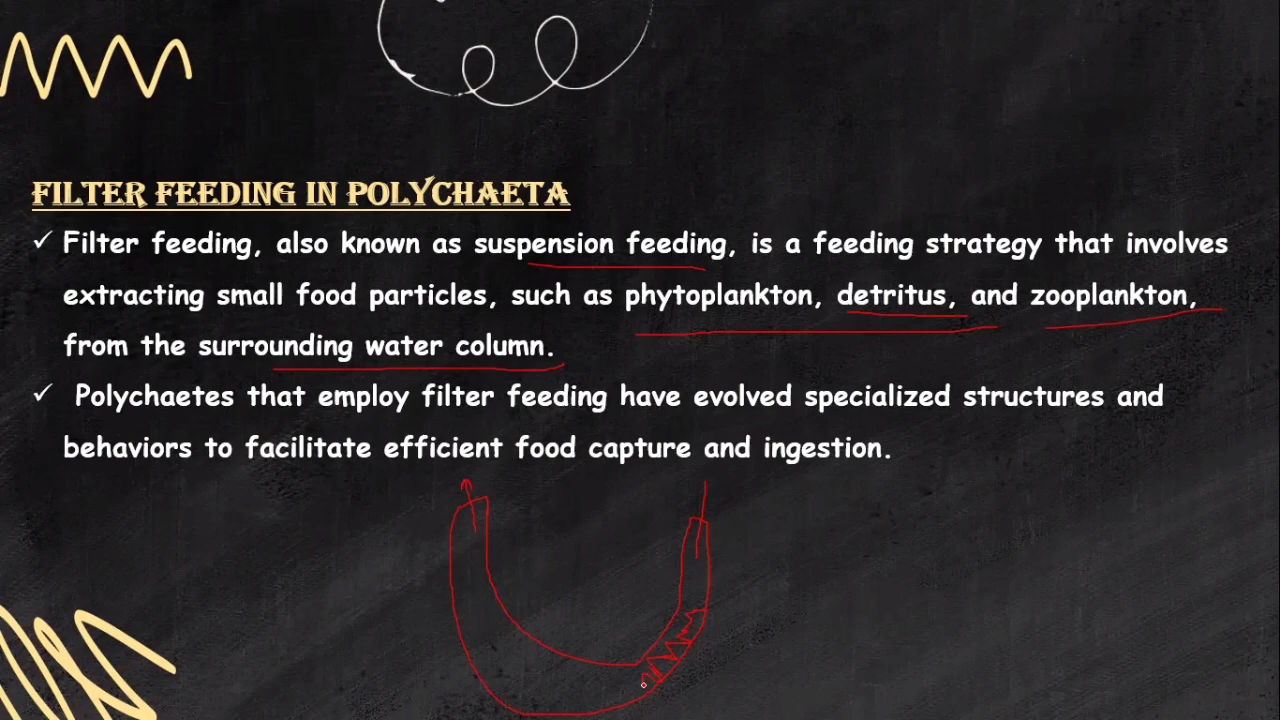 FILTER FEEDING IN POLYCHAETA
✓ Filter feeding, also known as suspension feeding, is a feeding strategy that involves
extracting small food particles, such as phytoplankton, detritus, and zooplankton,
from the surrounding water column.
✓ Polychaetes that employ filter feeding have evolved specialized structures and
behaviors to facilitate efficient food capture and ingestion.